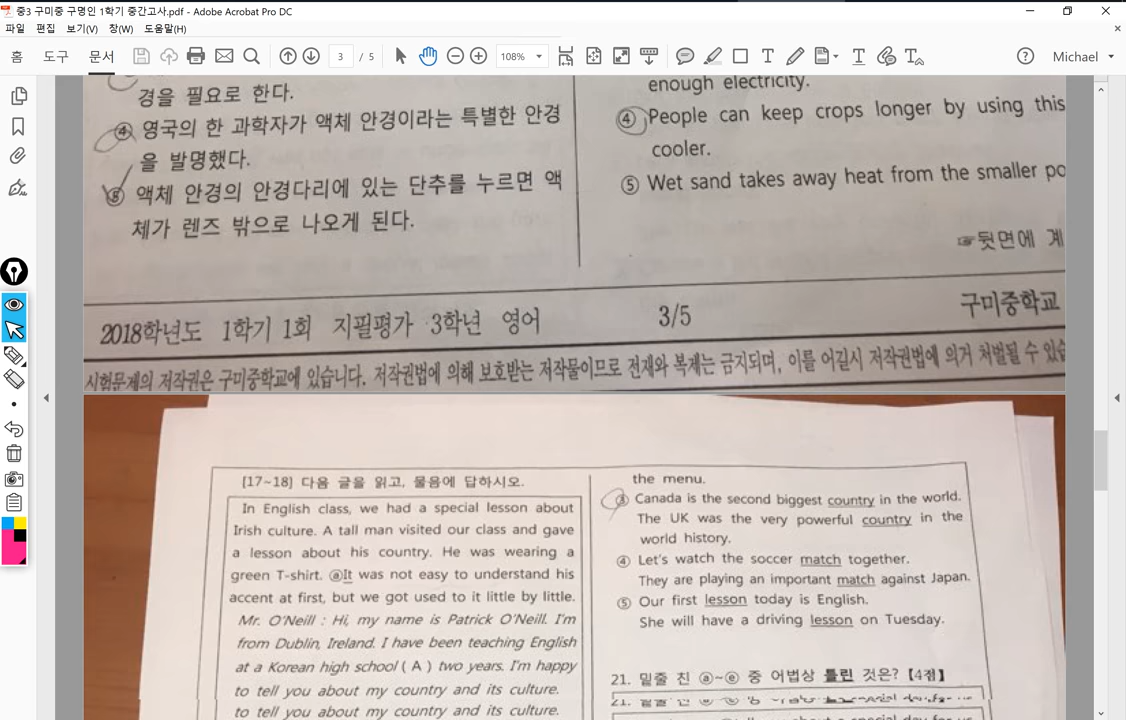 중3 구미중 구명인 1학기 중간고사.pdf - Adobe Acrobat Pro DC
파일 편집 보기(V) 창(W) 도움말(H)
홈 도구 문서 3 / 5 108% Michael
경을 필요로 한다.
④ 영국의 한 과학자가 액체 안경이라는 특별한 안경
을 발명했다.
⑤ 액체 안경의 안경다리에 있는 단추를 누르면 액
체가 렌즈 밖으로 나오게 된다.
enough electricity.
④ People can keep crops longer by using this
cooler.
⑤ Wet sand takes away heat from the smaller po
☞뒷면에 계
2018학년도 1학기 1회 지필평가 3학년 영어 3/5 구미중학교
시험문제의 저작권은 구미중학교에 있습니다. 저작권법에 의해 보호받는 저작물이므로 전재와 복제는 금지되며, 이를 어길시 저작권법에 의거 처벌될 수 있습
[17~18] 다음 글을 읽고, 물음에 답하시오.
In English class, we had a special lesson about
Irish culture. A tall man visited our class and gave
a lesson about his country. He was wearing a
green T-shirt. ⓐIt was not easy to understand his
accent at first, but we got used to it little by little.
Mr. O'Neill : Hi, my name is Patrick O'Neill. I'm
from Dublin, Ireland. I have been teaching English
at a Korean high school ( A ) two years. I'm happy
to tell you about my country and its culture.
to tell you about my country and its culture.
the menu.
③ Canada is the second biggest country in the world.
The UK was the very powerful country in the
world history.
④ Let's watch the soccer match together.
They are playing an important match against Japan.
⑤ Our first lesson today is English.
She will have a driving lesson on Tuesday.
21. 밑줄 친 ⓐ~ⓔ 중 어법상 틀린 것은? 【4점】